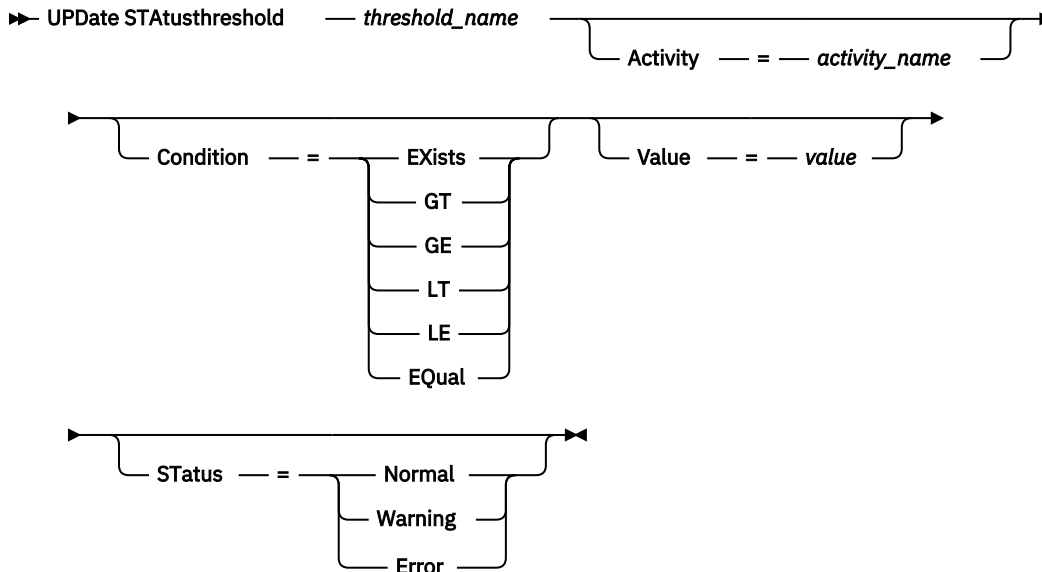 UPDate STAtusthreshold threshold_name
Activity = activity_name
Condition = EXists
GT
GE
LT
LE
EQual
Value = value
STatus = Normal
Warning
Error